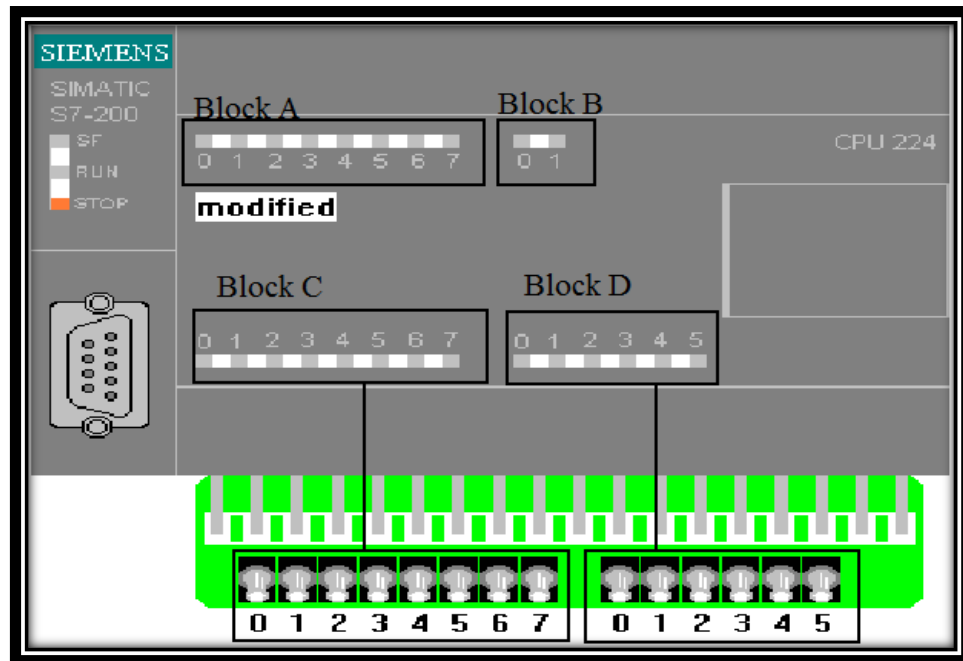 SIEMENS
SIMATIC
S7-200
SF
RUN
STOP
Block A
0 1 2 3 4 5 6 7
Block B
0 1
CPU 224
modified
Block C
0 1 2 3 4 5 6 7
Block D
0 1 2 3 4 5
0 1 2 3 4 5 6 7
0 1 2 3 4 5